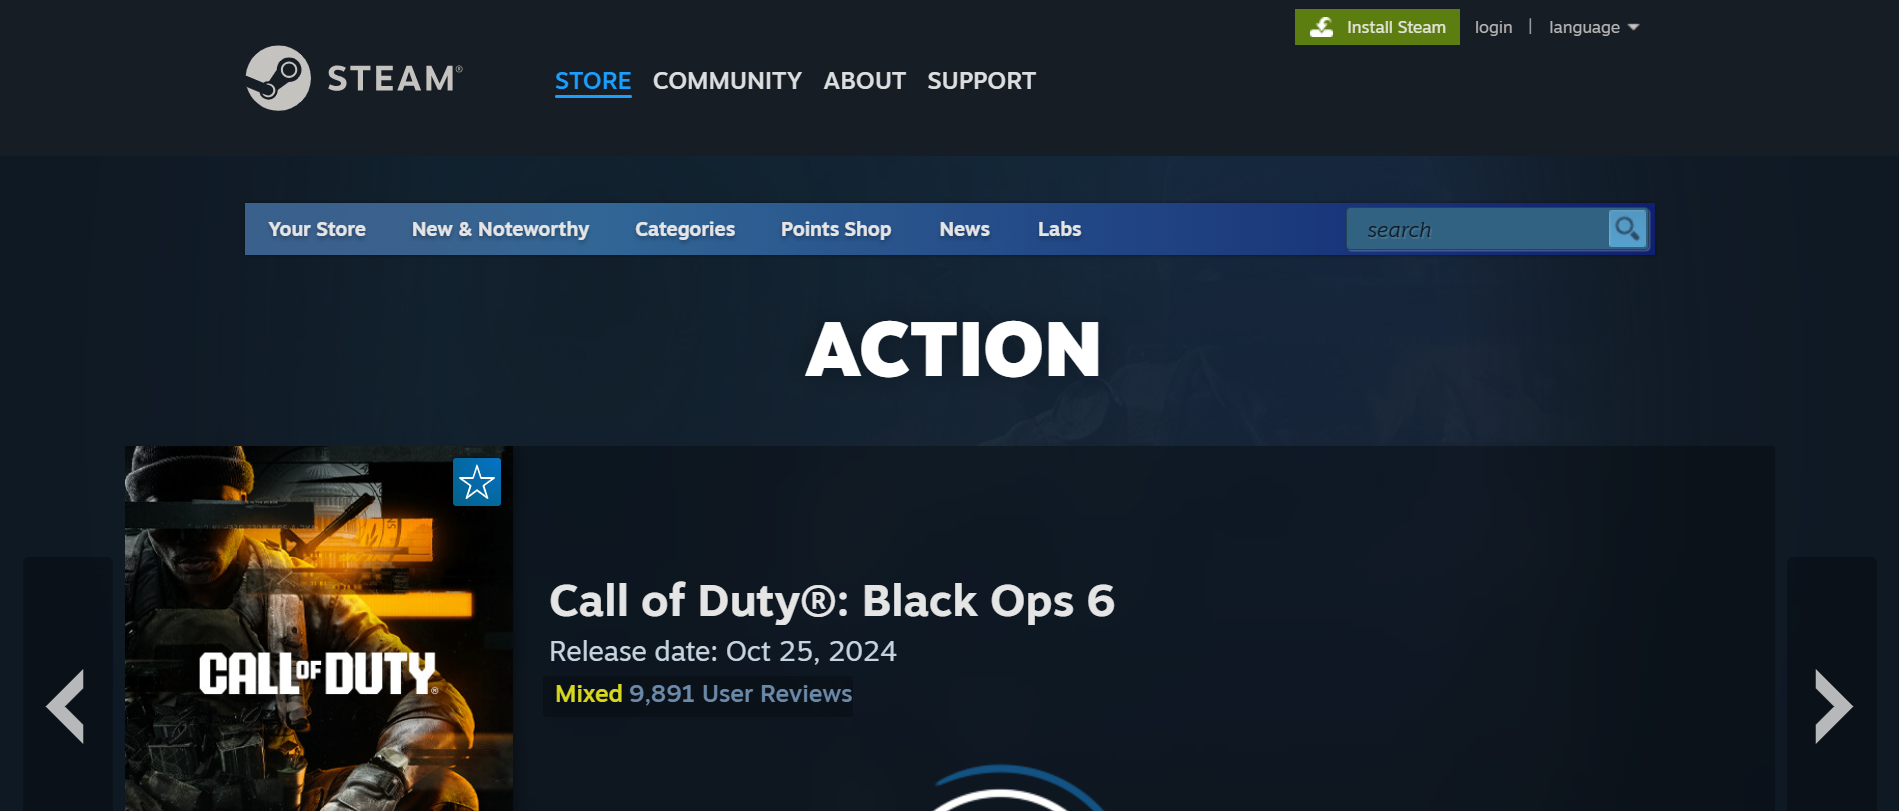 Install Steam login | language
STEAM®
STORE COMMUNITY ABOUT SUPPORT
Your Store New & Noteworthy Categories Points Shop News Labs search
ACTION
CALL OF DUTY®
Call of Duty®: Black Ops 6
Release date: Oct 25, 2024
Mixed 9,891 User Reviews